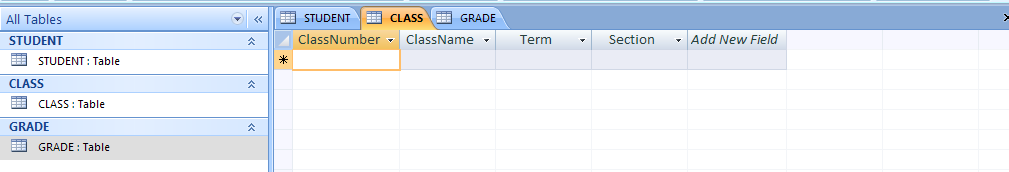 All Tables
STUDENT
STUDENT : Table
CLASS
CLASS : Table
GRADE
GRADE : Table
STUDENT CLASS GRADE
ClassNumber ClassName Term Section Add New Field